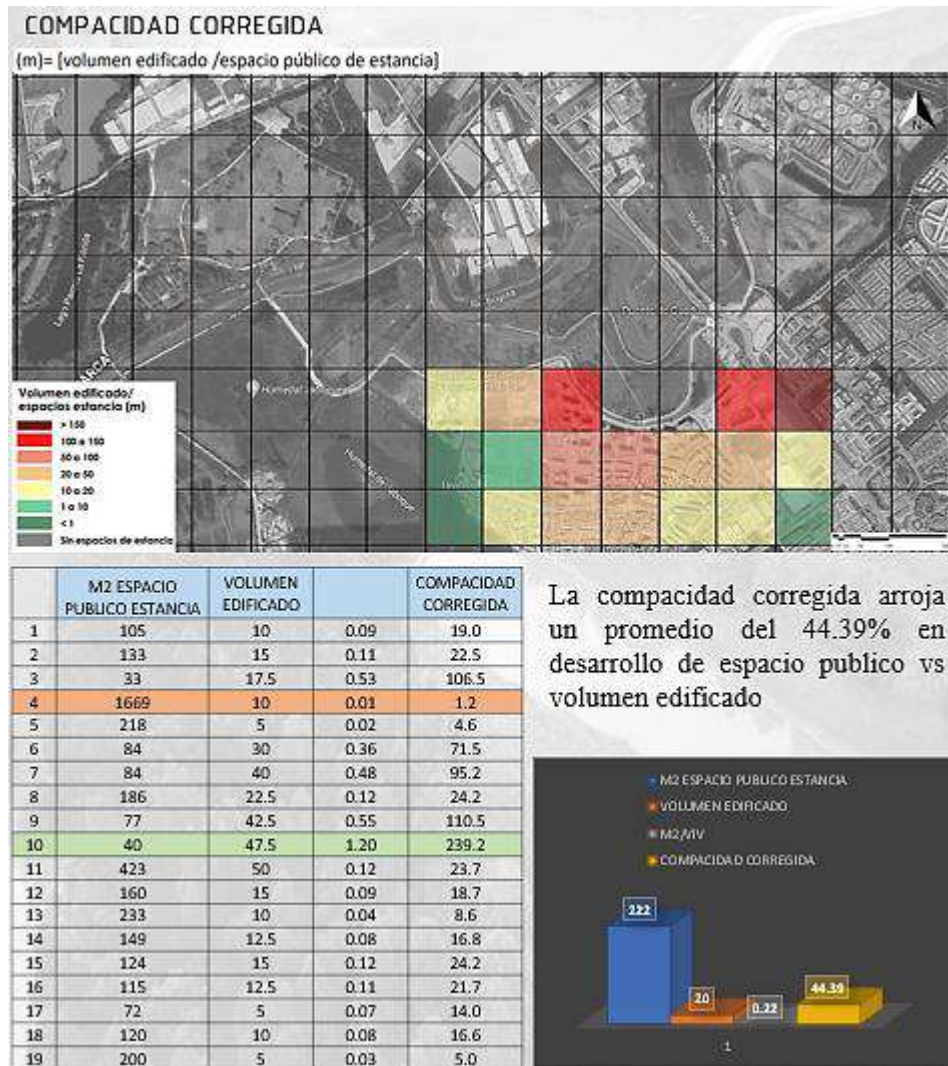 COMPACIDAD CORREGIDA
(m)= [volumen edificado /espacio público de estancia]
N
Río Bogotá
Volumen edificado/
espacios estancia (m)
> 150
100 a 150
50 a 100
20 a 50
10 a 20
1 a 10
< 1
Sin espacios de estancia
M2 ESPACIO PUBLICO ESTANCIA VOLUMEN EDIFICADO COMPACIDAD CORREGIDA
1 105 10 0.09 19.0
2 133 15 0.11 22.5
3 33 17.5 0.53 106.5
4 1669 10 0.01 1.2
5 218 5 0.02 4.6
6 84 30 0.36 71.5
7 84 40 0.48 95.2
8 186 22.5 0.12 24.2
9 77 42.5 0.55 110.5
10 40 47.5 1.20 239.2
11 423 50 0.12 23.7
12 160 15 0.09 18.7
13 233 10 0.04 8.6
14 149 12.5 0.08 16.8
15 124 15 0.12 24.2
16 115 12.5 0.11 21.7
17 72 5 0.07 14.0
18 120 10 0.08 16.6
19 200 5 0.03 5.0
La compacidad corregida arroja
un promedio del 44.39% en
desarrollo de espacio publico vs
volumen edificado
M2 ESPACIO PUBLICO ESTANCIA
VOLUMEN EDIFICADO
M2/VIV
COMPACIDAD CORREGIDA
222
20
0.22
44.39
1